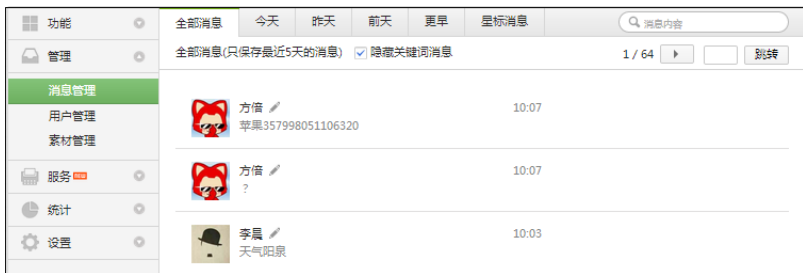 功能
管理
消息管理
用户管理
素材管理
服务 new
统计
设置
全部消息 今天 昨天 前天 更早 星标消息 消息内容
全部消息(只保存最近5天的消息) 隐藏关键词消息 1 / 64 跳转
方倍 10:07
苹果357998051106320
方倍 10:07
?
李晨 10:03
天气阳泉